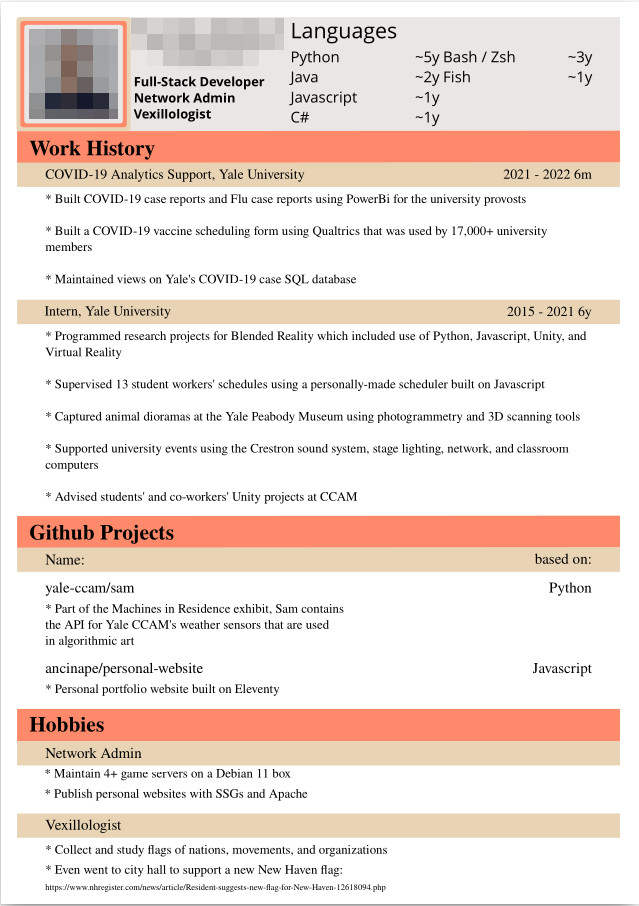 Languages
Python ~5y Bash / Zsh ~3y
Full-Stack Developer Java ~2y Fish ~1y
Network Admin Javascript ~1y
Vexillologist C# ~1y
Work History
COVID-19 Analytics Support, Yale University 2021 - 2022 6m
* Built COVID-19 case reports and Flu case reports using PowerBi for the university provosts
* Built a COVID-19 vaccine scheduling form using Qualtrics that was used by 17,000+ university
members
* Maintained views on Yale's COVID-19 case SQL database
Intern, Yale University 2015 - 2021 6y
* Programmed research projects for Blended Reality which included use of Python, Javascript, Unity, and
Virtual Reality
* Supervised 13 student workers' schedules using a personally-made scheduler built on Javascript
* Captured animal dioramas at the Yale Peabody Museum using photogrammetry and 3D scanning tools
* Supported university events using the Crestron sound system, stage lighting, network, and classroom
computers
* Advised students' and co-workers' Unity projects at CCAM
Github Projects
Name: based on:
yale-ccam/sam Python
* Part of the Machines in Residence exhibit, Sam contains
the API for Yale CCAM's weather sensors that are used
in algorithmic art
ancinape/personal-website Javascript
* Personal portfolio website built on Eleventy
Hobbies
Network Admin
* Maintain 4+ game servers on a Debian 11 box
* Publish personal websites with SSGs and Apache
Vexillologist
* Collect and study flags of nations, movements, and organizations
* Even went to city hall to support a new New Haven flag:
https://www.nhregister.com/news/article/Resident-suggests-new-flag-for-New-Haven-12618094.php